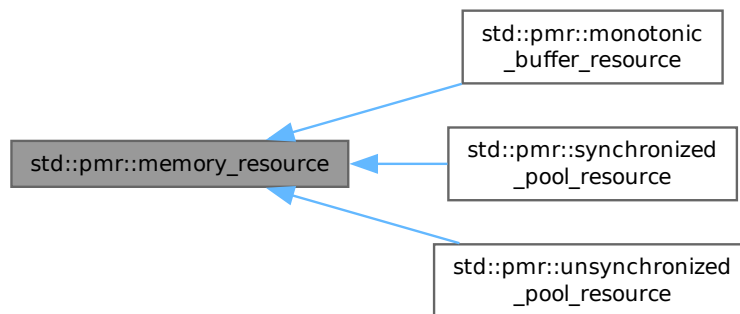 std::pmr::monotonic
_buffer_resource
std::pmr::memory_resource
std::pmr::synchronized
_pool_resource
std::pmr::unsynchronized
_pool_resource